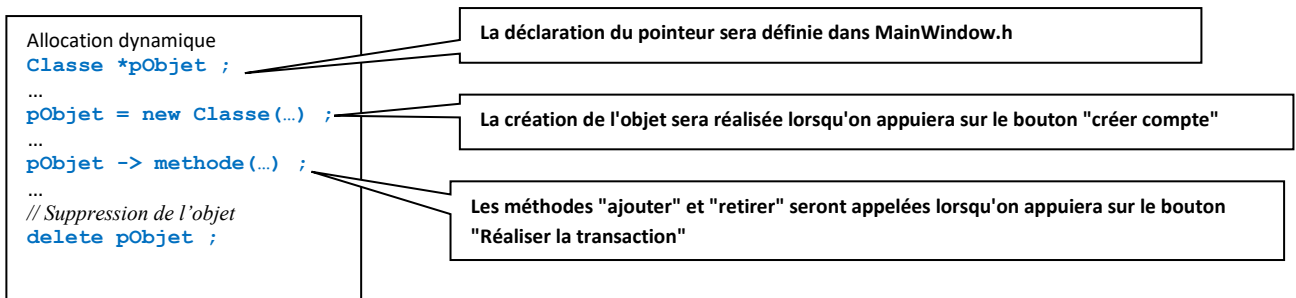 Allocation dynamique
Classe *pObjet ;
…
pObjet = new Classe(…) ;
…
pObjet -> methode(…) ;
…
// Suppression de l’objet
delete pObjet ;
La déclaration du pointeur sera définie dans MainWindow.h
La création de l'objet sera réalisée lorsqu'on appuiera sur le bouton "créer compte"
Les méthodes "ajouter" et "retirer" seront appelées lorsqu'on appuiera sur le bouton
"Réaliser la transaction"